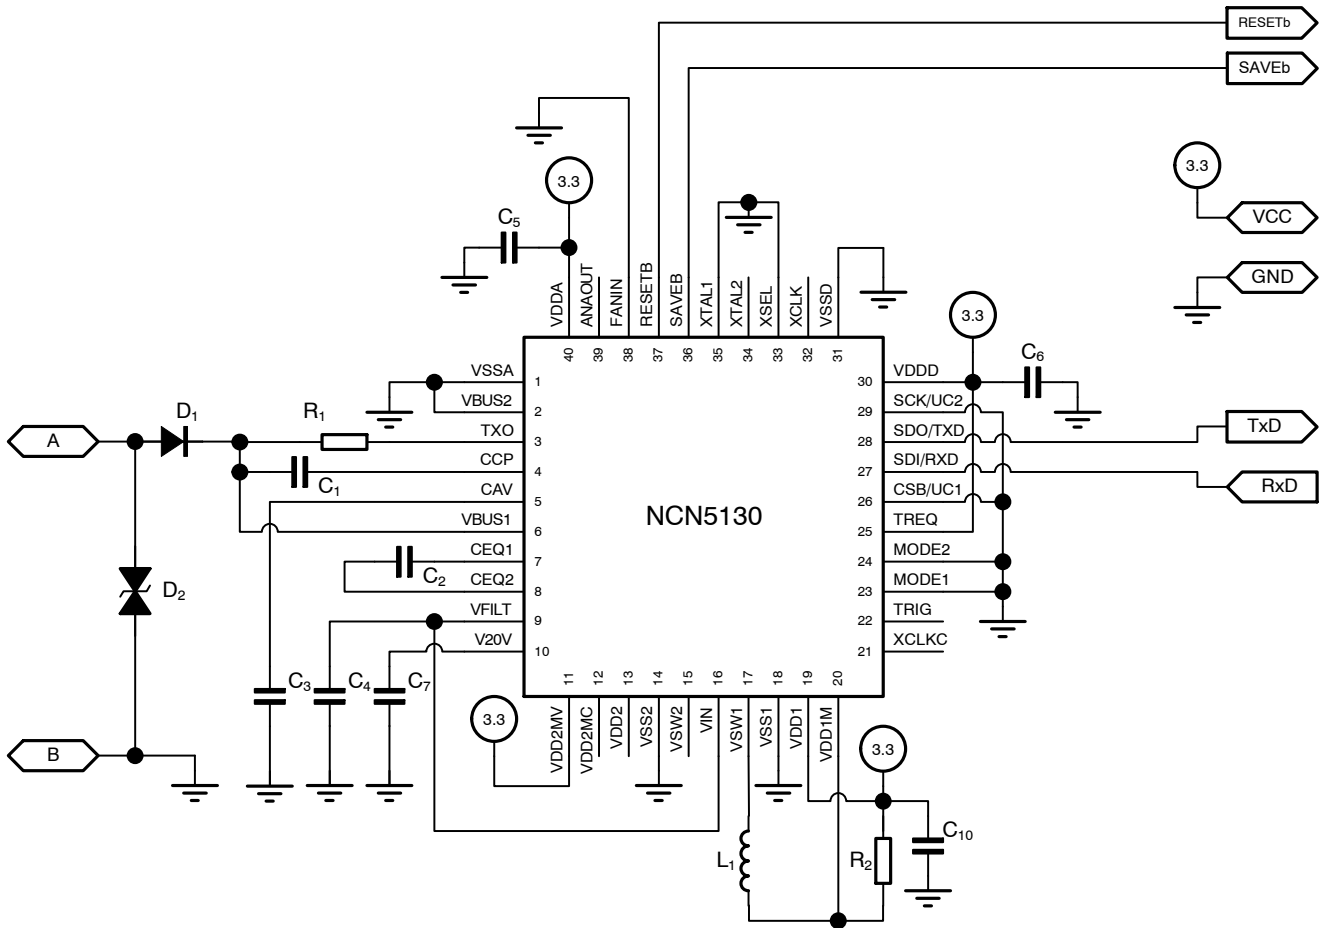 RESETb
SAVEb
3.3
VCC
GND
3.3
C5
VDDA
ANAOUT
FANIN
RESETB
SAVEB
XTAL1
XTAL2
XSEL
XCLK
VSSD
40
39
38
37
36
35
34
33
32
31
3.3
C6
VSSA
1
VBUS2
2
TXO
3
CCP
4
CAV
5
VBUS1
6
CEQ1
7
CEQ2
8
VFILT
9
V20V
10
A
D1
R1
C1
D2
C2
C3
C4
C7
B
NCN5130
30
VDDD
29
SCK/UC2
28
SDO/TXD
27
SDI/RXD
26
CSB/UC1
25
TREQ
24
MODE2
23
MODE1
22
TRIG
21
XCLKC
TxD
RxD
11
12
13
14
15
16
17
18
19
20
3.3
VDD2MV
VDD2MC
VDD2
VSS2
VSW2
VIN
VSW1
VSS1
VDD1
VDD1M
3.3
L1
R2
C10